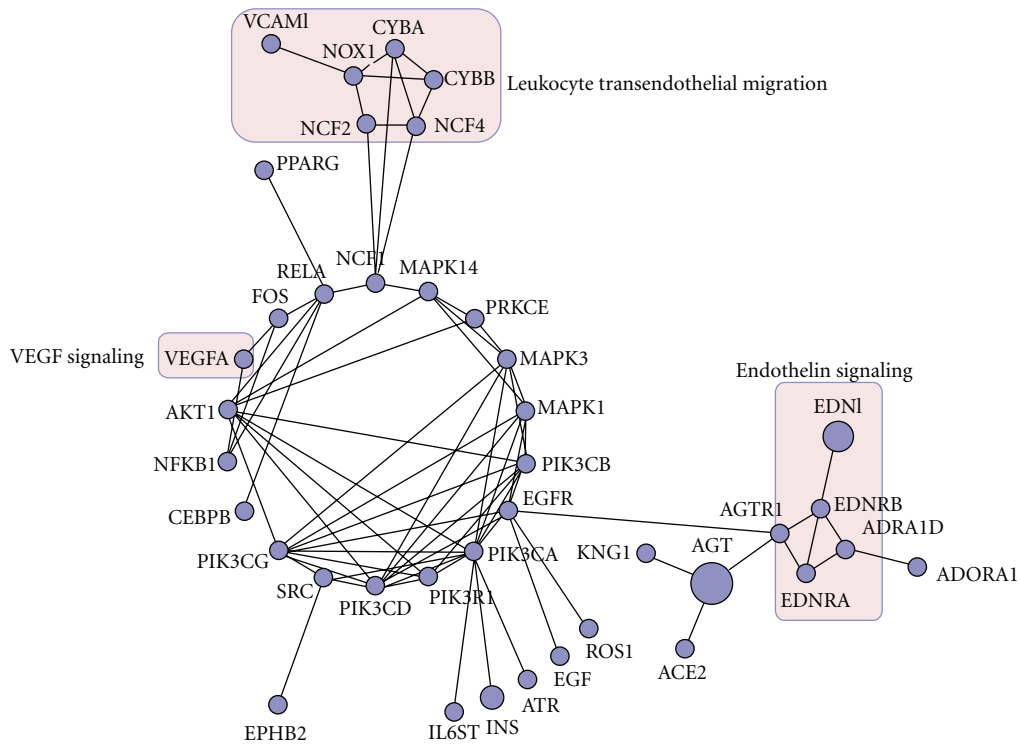 VCAMl
CYBA
NOX1
CYBB
Leukocyte transendothelial migration
NCF2
NCF4
PPARG
NCF1
MAPK14
RELA
FOS
PRKCE
VEGF signaling
VEGFA
MAPK3
Endothelin signaling
AKT1
MAPK1
EDNl
NFKB1
PIK3CB
EGFR
CEBPB
AGTR1
EDNRB
ADRA1D
PIK3CG
PIK3CA
KNG1
AGT
ADORA1
SRC
PIK3CD
PIK3R1
EDNRA
ROS1
EGF
ACE2
ATR
EPHB2
IL6ST
INS